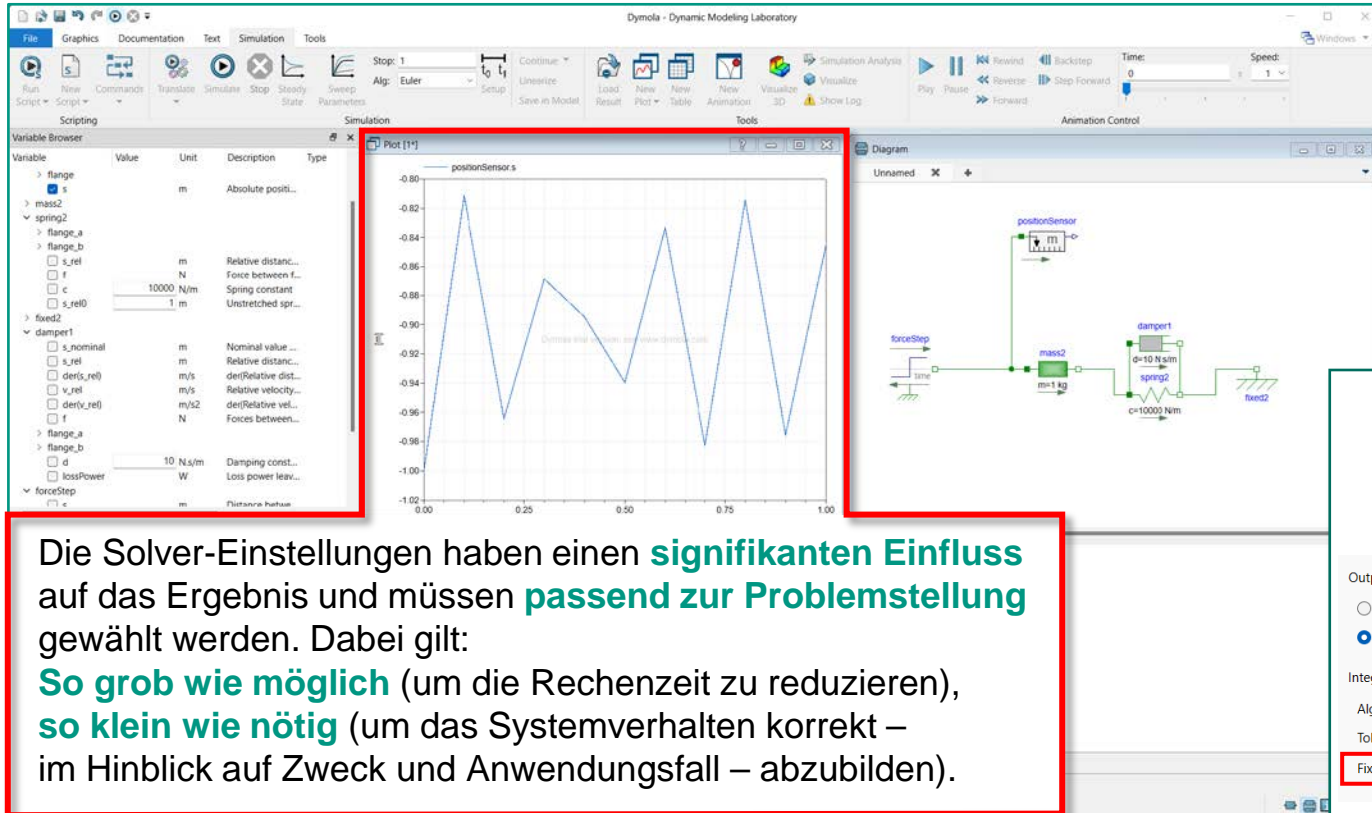 Dymola - Dynamic Modeling Laboratory
File Graphics Documentation Text Simulation Tools
Windows
Run Script
New Script
Commands
Translate
Simulate
Stop
Steady State
Sweep Parameters
Stop: 1
Alg: Euler
Setup
Continue
Linearize
Save in Model
Load Result
New Plot
New Table
New Animation
Visualize 3D
Simulation Analysis
Visualize
Show Log
Play
Pause
Rewind
Reverse
Forward
Backstep
Step Forward
Time:
0
Speed:
1
Scripting Simulation Tools Animation Control
Variable Browser
Variable Value Unit Description Type
flange
s m Absolute positi...
mass2
spring2
flange_a
flange_b
s_rel m Relative distanc...
f N Force between f...
c 10000 N/m Spring constant
s_rel0 1 m Unstretched spr...
fixed2
damper1
s_nominal m Nominal value ...
s_rel m Relative distanc...
der(s_rel) m/s der(Relative dist...
v_rel m/s Relative velocity...
der(v_rel) m/s2 der(Relative vel...
f N Forces between...
flange_a
flange_b
d 10 N.s/m Damping const...
lossPower W Loss power leav...
forceStep
s m Distance betwe...
Plot [1*]
positionSensor.s
-0.80
-0.82
-0.84
-0.86
-0.88
-0.90
-0.92
-0.94
-0.96
-0.98
-1.00
-1.02
[m]
0.00 0.25 0.50 0.75 1.00
Diagram
Unnamed
positionSensor
m
forceStep
time
mass2
m=1 kg
damper1
d=10 N s/m
spring2
c=10000 N/m
fixed2
Die Solver-Einstellungen haben einen signifikanten Einfluss
auf das Ergebnis und müssen passend zur Problemstellung
gewählt werden. Dabei gilt:
So grob wie möglich (um die Rechenzeit zu reduzieren),
so klein wie nötig (um das Systemverhalten korrekt –
im Hinblick auf Zweck und Anwendungsfall – abzubilden).
Outp
Inte
Alg
Tol
Fix